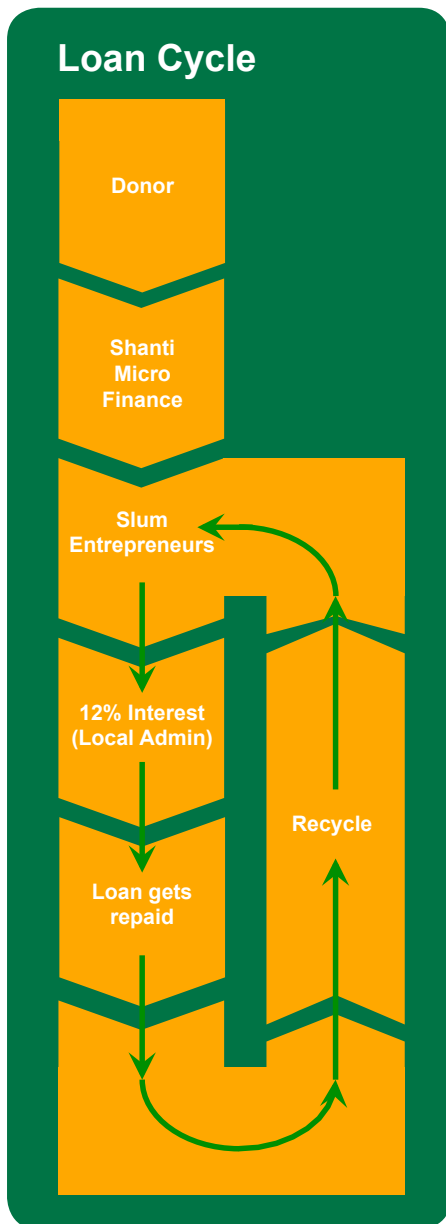 Loan Cycle
Donor
Shanti
Micro
Finance
Slum
Entrepreneurs
12% Interest
(Local Admin)
Recycle
Loan gets
repaid